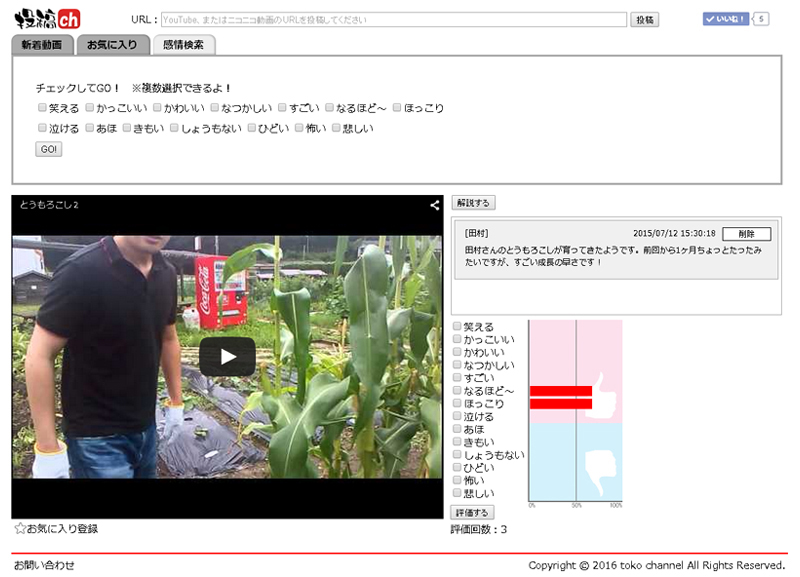 投稿ch
URL：
YouTube、またはニコニコ動画のURLを投稿してください
投稿
いいね！
5
新着動画
お気に入り
感情検索
チェックしてGO！　※複数選択できるよ！
笑える かっこいい かわいい なつかしい すごい なるほど～ ほっこり
泣ける あほ きもい しょうもない ひどい 怖い 悲しい
GO!
とうもろこし２
Coca-Cola
解説する
[田村]
2015/07/12 15:30:18
削除
田村さんのとうもろこしが育ってきたようです。前回から1ヶ月ちょっとたったみ
たいですが、すごい成長の早さです！
笑える
かっこいい
かわいい
なつかしい
すごい
なるほど～
ほっこり
泣ける
あほ
きもい
しょうもない
ひどい
怖い
悲しい
0% 50% 100%
評価する
評価回数：3
☆お気に入り登録
お問い合わせ
Copyright © 2016 toko channel All Rights Reserved.